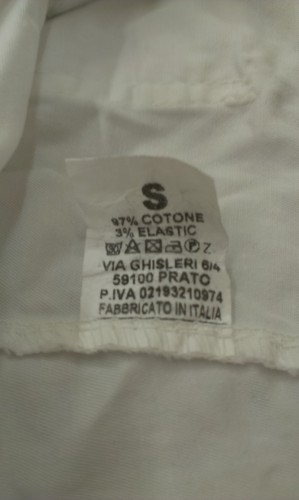 S
97% COTONE
3% ELASTIC
VIA GHISLERI 6/4
59100 PRATO
P.IVA 02193210974
FABBRICATO IN ITALIA